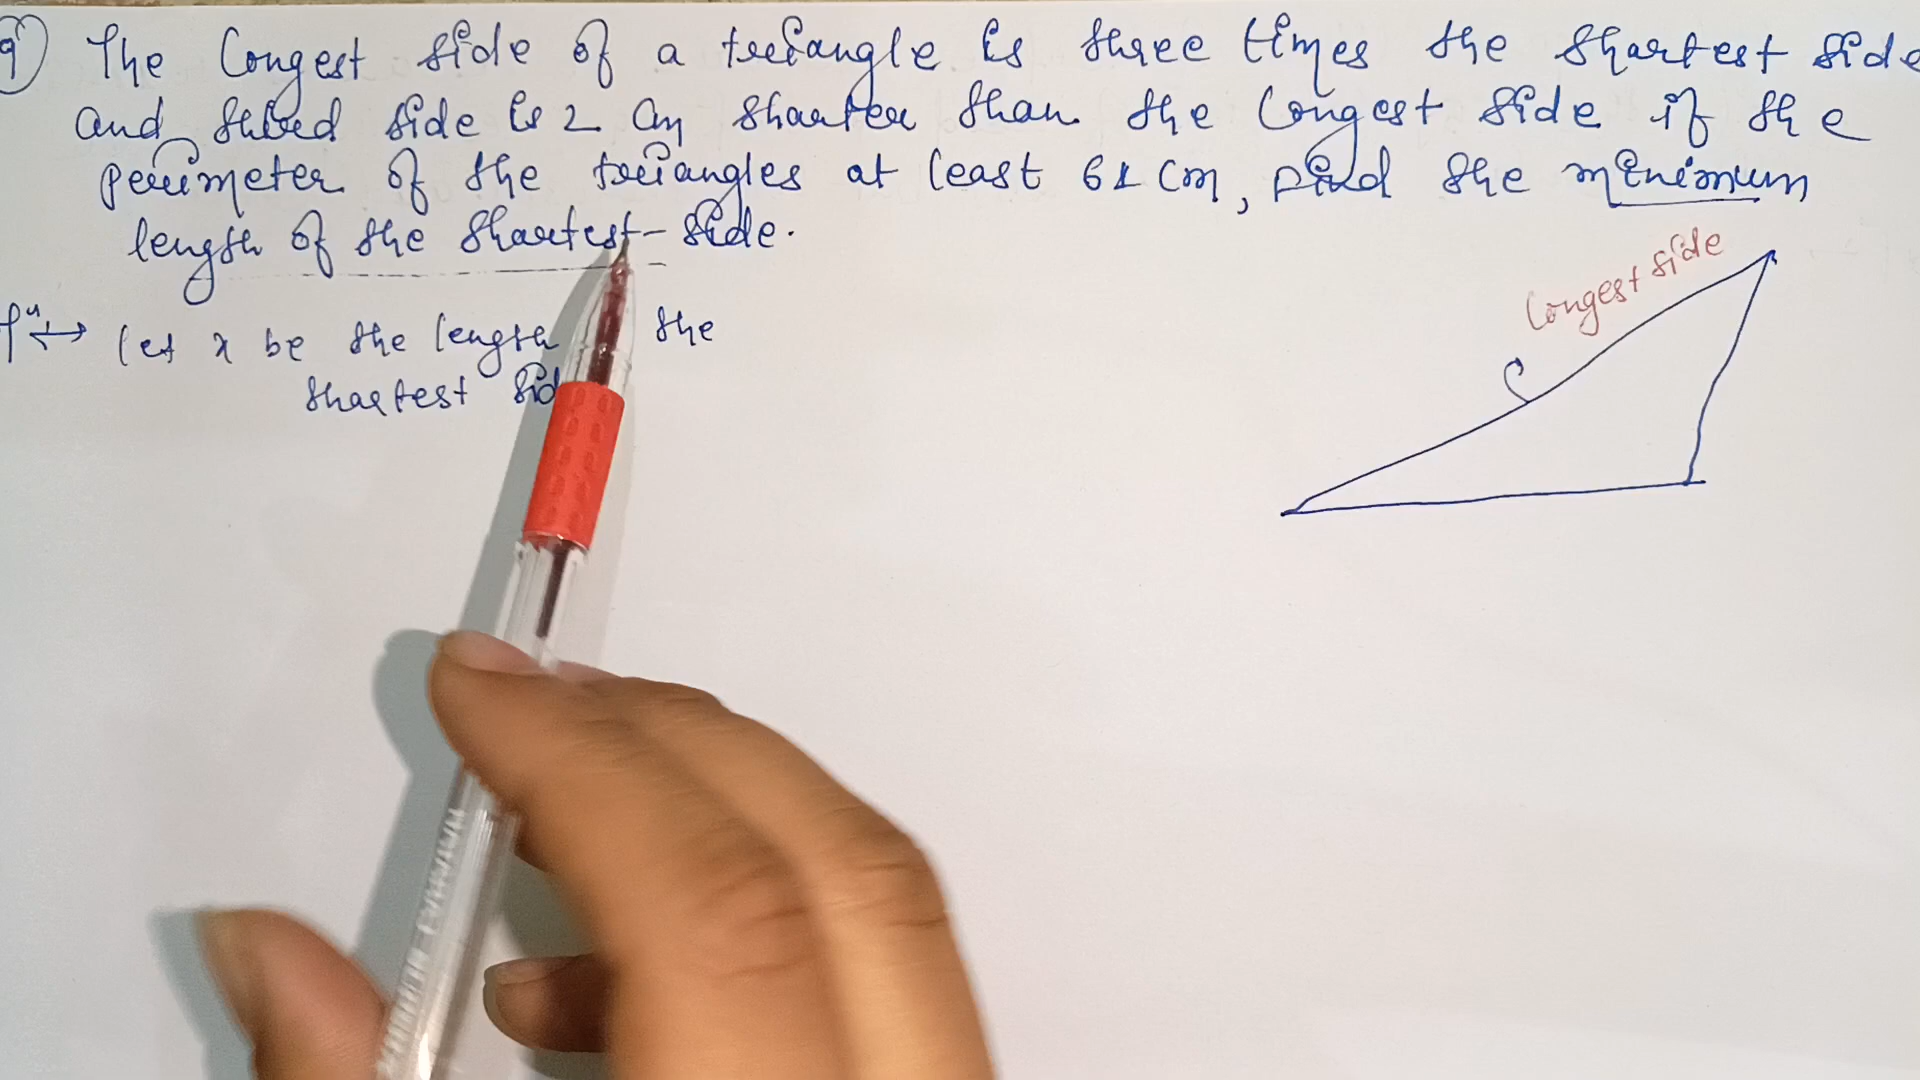 9) The longest side of a triangle is three times the shortest side
and third side is 2 cm shorter than the longest side if the
perimeter of the triangles at least 61 cm, find the minimum
length of the shortest side.
let x be the length the
shortest sid
longest side